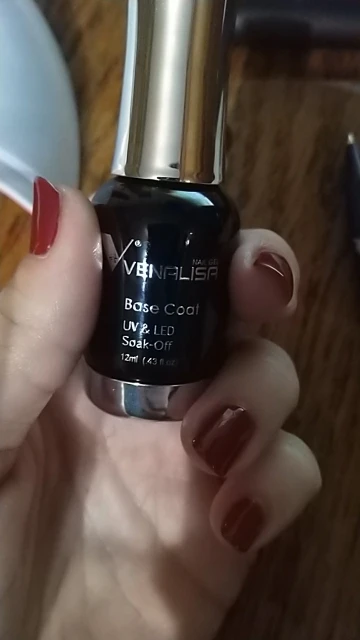 VENALISA
Base Coat
UV & LED
Soak-Off
12ml (.43 fl oz)